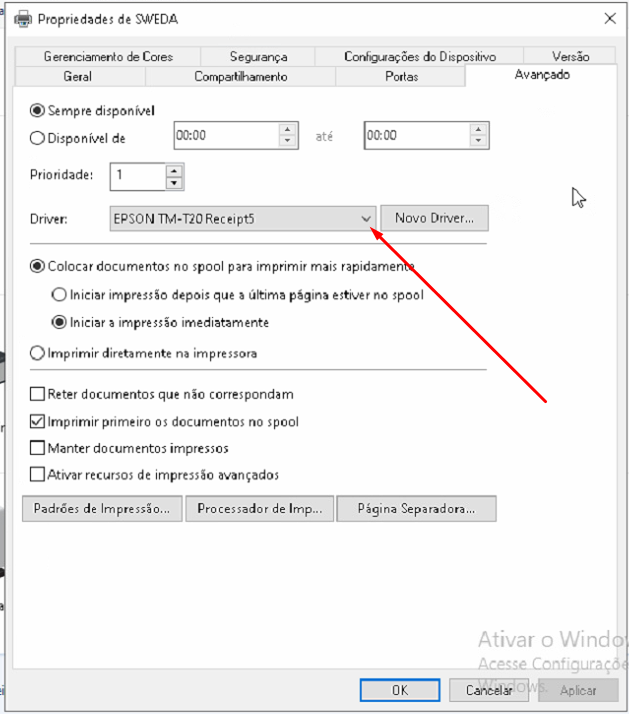 Propriedades de SWEDA
Gerenciamento de Cores Segurança Configurações do Dispositivo Versão
Geral Compartilhamento Portas Avançado
Sempre disponível
Disponível de 00:00 até 00:00
Prioridade: 1
Driver: EPSON TM-T20 Receipt5 Novo Driver...
Colocar documentos no spool para imprimir mais rapidamente
Iniciar impressão depois que a última página estiver no spool
Iniciar a impressão imediatamente
Imprimir diretamente na impressora
Reter documentos que não correspondam
Imprimir primeiro os documentos no spool
Manter documentos impressos
Ativar recursos de impressão avançados
Padrões de Impressão... Processador de Imp... Página Separadora...
Ativar o Windo
Acesse Configuraçõe
Windows.
OK Cancelar Aplicar